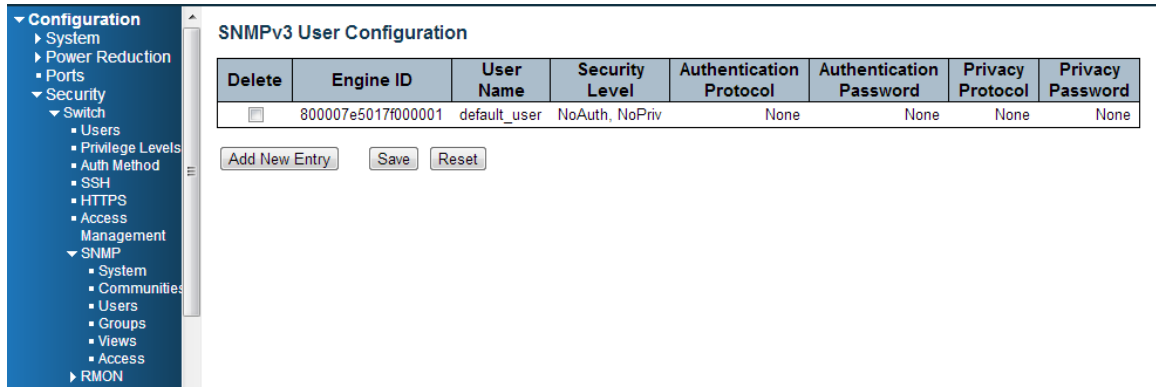 Configuration
System
Power Reduction
Ports
Security
Switch
Users
Privilege Levels
Auth Method
SSH
HTTPS
Access
Management
SNMP
System
Communities
Users
Groups
Views
Access
RMON
SNMPv3 User Configuration
Delete Engine ID User Name Security Level Authentication Protocol Authentication Password Privacy Protocol Privacy Password
800007e5017f000001 default_user NoAuth, NoPriv None None None None
Add New Entry Save Reset